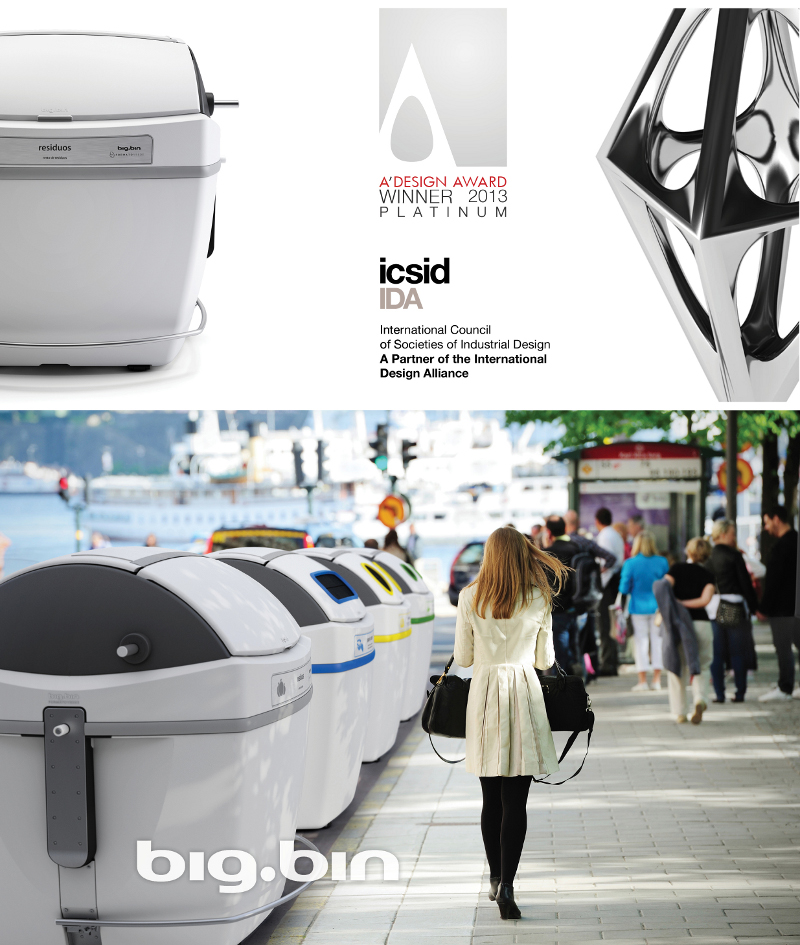 residuos
big.bin
A'DESIGN AWARD
WINNER 2013
PLATINUM
icsid
IDA
International Council
of Societies of Industrial Design
A Partner of the International
Design Alliance
big.bin